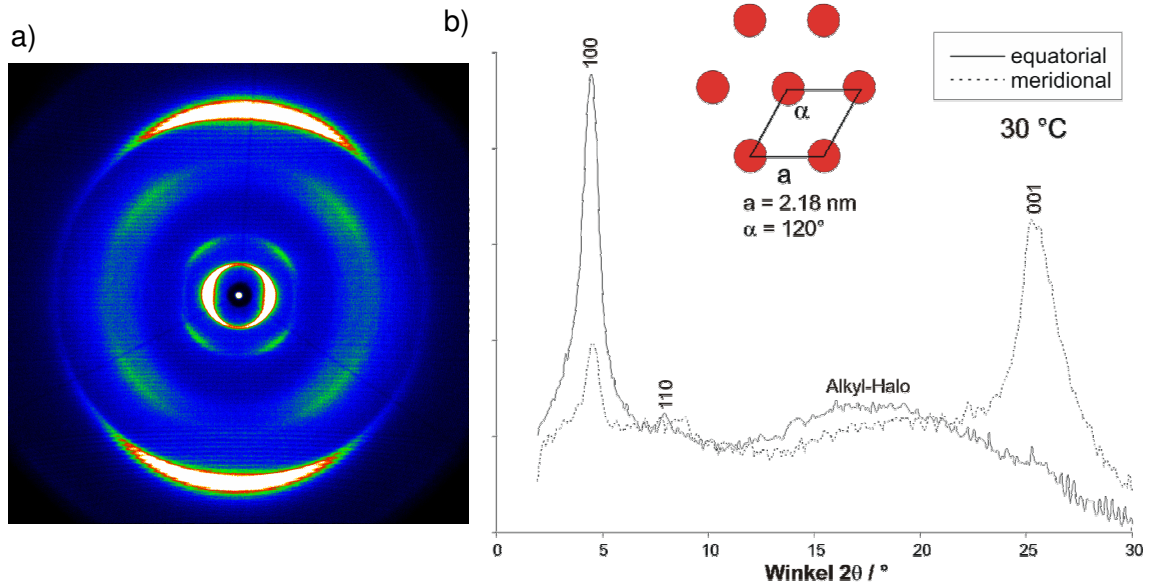 a)
b)
100
110
Alkyl-Halo
001
α
a
a = 2.18 nm
α = 120°
equatorial
meridional
30 °C
0 5 10 15 20 25 30
Winkel 2θ / °